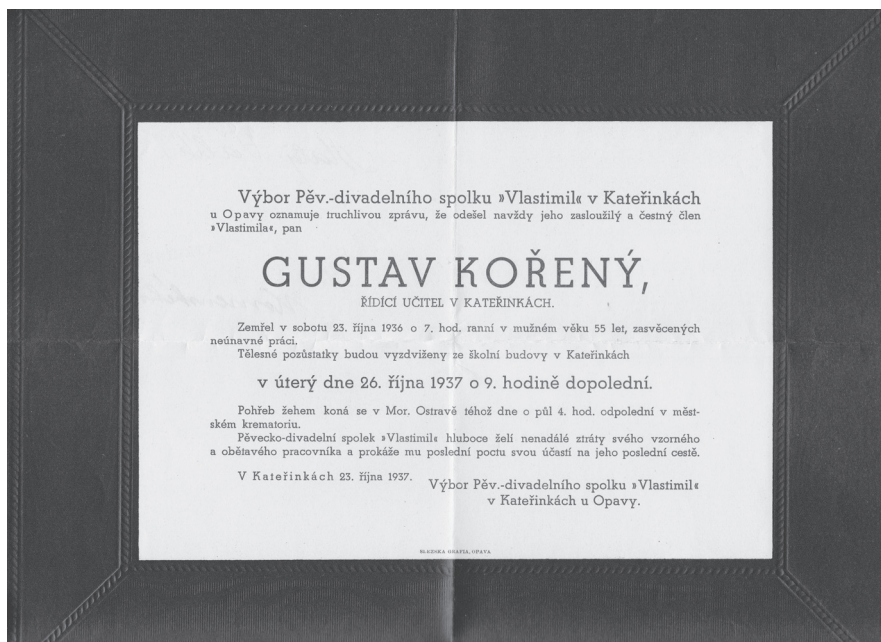 Výbor Pěv.-divadelního spolku »Vlastimil« v Kateřinkách
u Opavy oznamuje truchlivou zprávu, že odešel navždy jeho zasloužilý a čestný člen
»Vlastimila«, pan
GUSTAV KOŘENÝ,
ŘÍDÍCÍ UČITEL V KATEŘINKÁCH.
Zemřel v sobotu 23. října 1936 o 7. hod. ranní v mužném věku 55 let, zasvěcených
neúnavné práci.
Tělesné pozůstatky budou vyzdviženy ze školní budovy v Kateřinkách
v úterý dne 26. října 1937 o 9. hodině dopolední.
Pohřeb žehem koná se v Mor. Ostravě téhož dne o půl 4. hod. odpolední v měst-
ském krematoriu.
Pěvecko-divadelní spolek »Vlastimil« hluboce želí nenadálé ztráty svého vzorného
a obětavého pracovníka a prokáže mu poslední poctu svou účastí na jeho poslední cestě.
V Kateřinkách 23. října 1937.
Výbor Pěv.-divadelního spolku »Vlastimil«
v Kateřinkách u Opavy.
SLEZSKA GRAFIA, OPAVA